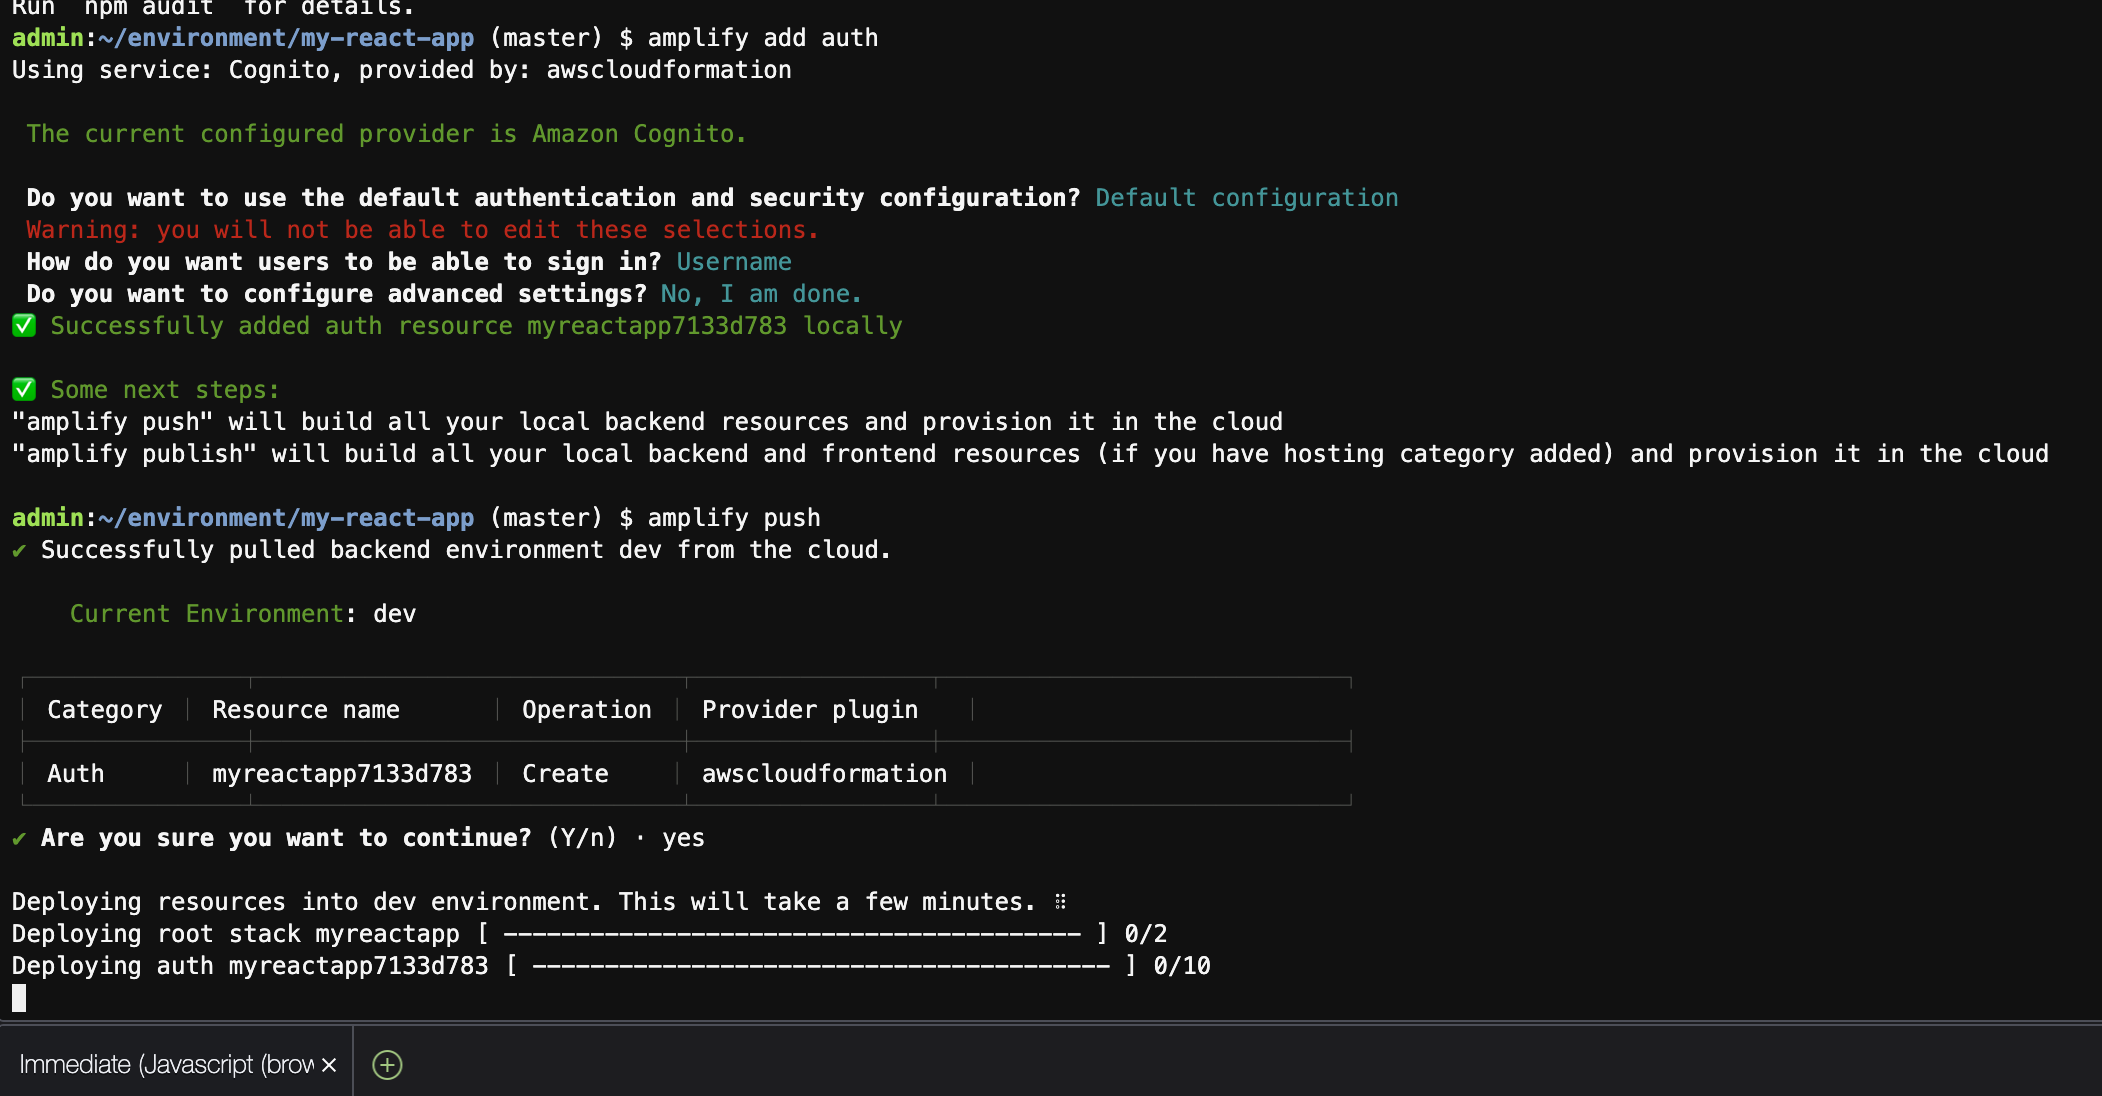 Run `npm audit` for details.
admin:~/environment/my-react-app (master) $ amplify add auth
Using service: Cognito, provided by: awscloudformation
The current configured provider is Amazon Cognito.
Do you want to use the default authentication and security configuration? Default configuration
Warning: you will not be able to edit these selections.
How do you want users to be able to sign in? Username
Do you want to configure advanced settings? No, I am done.
✅ Successfully added auth resource myreactapp7133d783 locally
✅ Some next steps:
"amplify push" will build all your local backend resources and provision it in the cloud
"amplify publish" will build all your local backend and frontend resources (if you have hosting category added) and provision it in the cloud
admin:~/environment/my-react-app (master) $ amplify push
✔ Successfully pulled backend environment dev from the cloud.
Current Environment: dev
│ Category │ Resource name │ Operation │ Provider plugin │
│ Auth │ myreactapp7133d783 │ Create │ awscloudformation │
✔ Are you sure you want to continue? (Y/n) · yes
Deploying resources into dev environment. This will take a few minutes. ⠿
Deploying root stack myreactapp [ ---------------------------------------- ] 0/2
Deploying auth myreactapp7133d783 [ ---------------------------------------- ] 0/10
Immediate (Javascript (brow ×